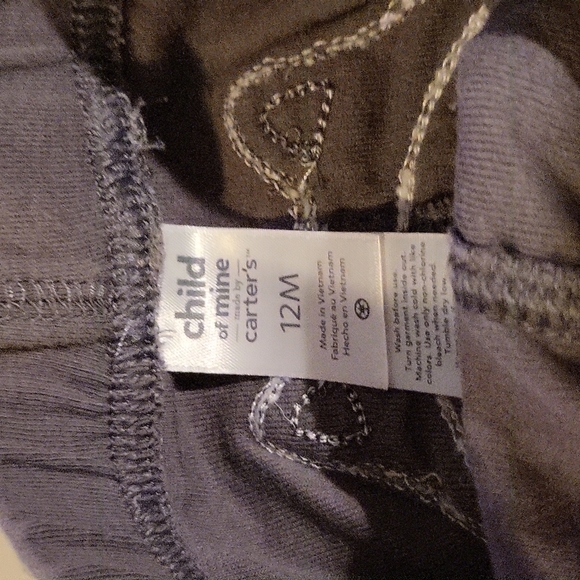 child
of mine
made by
carter's™
12M
Made in Vietnam
Fabriqué au Vietnam
Hecho en Vietnam
Wash before use.
Turn garment inside out.
Machine wash cold with like
colors. Use only non-chlorine
bleach when needed.
Tumble dry low.